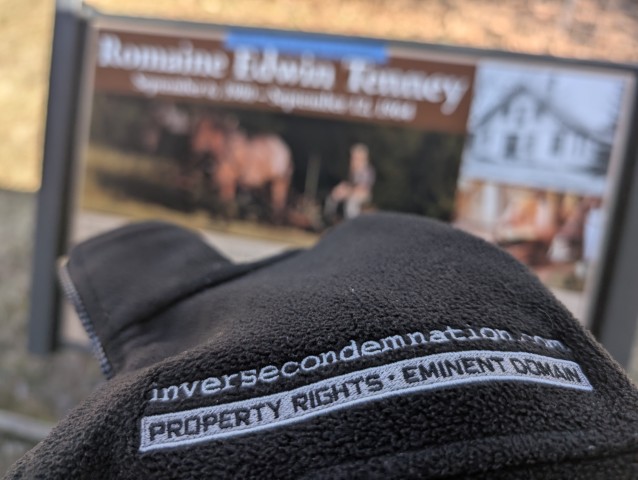 Romaine Edwin Tenney
inversecondemnation.com
PROPERTY RIGHTS · EMINENT DOMAIN